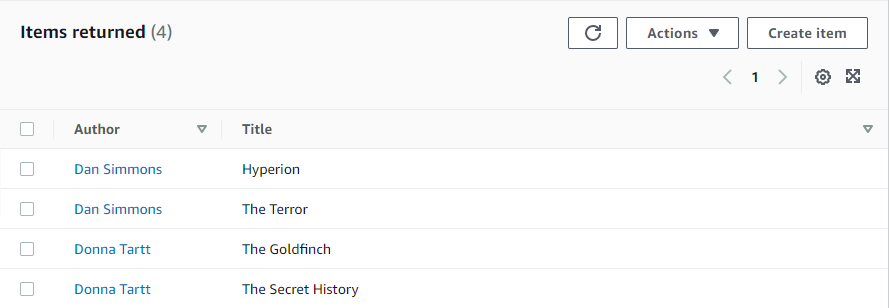 Items returned (4)
Actions
Create item
1
Author Title
Dan Simmons Hyperion
Dan Simmons The Terror
Donna Tartt The Goldfinch
Donna Tartt The Secret History